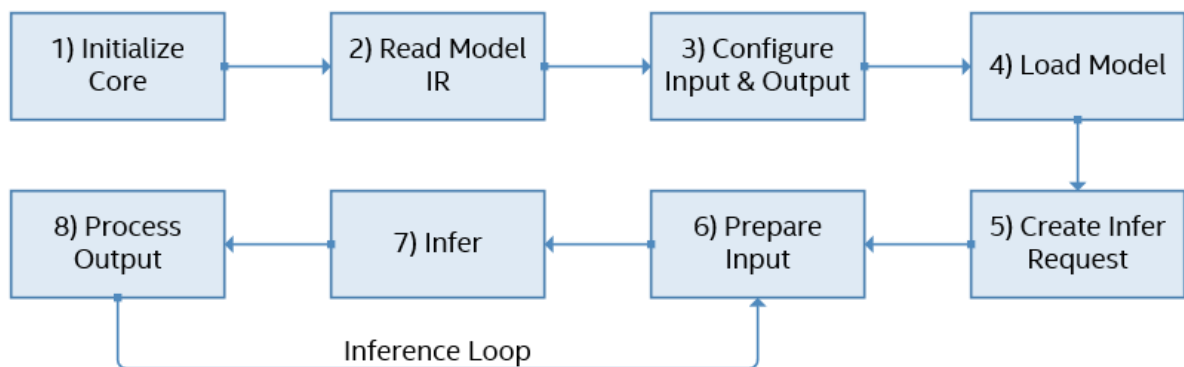 1) Initialize
Core
2) Read Model
IR
3) Configure
Input & Output
4) Load Model
5) Create Infer
Request
6) Prepare
Input
7) Infer
8) Process
Output
Inference Loop